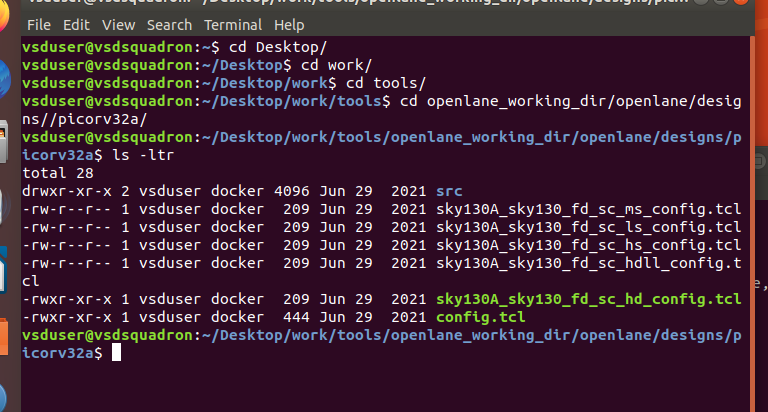 vsduser@vsdsquadron: ~/Desktop/work/tools/openlane_working_dir/openlane/designs/pic…
File Edit View Search Terminal Help
vsduser@vsdsquadron:~$ cd Desktop/
vsduser@vsdsquadron:~/Desktop$ cd work/
vsduser@vsdsquadron:~/Desktop/work$ cd tools/
vsduser@vsdsquadron:~/Desktop/work/tools$ cd openlane_working_dir/openlane/desig
ns//picorv32a/
vsduser@vsdsquadron:~/Desktop/work/tools/openlane_working_dir/openlane/designs/p
icorv32a$ ls -ltr
total 28
drwxr-xr-x 2 vsduser docker 4096 Jun 29  2021 src
-rw-r--r-- 1 vsduser docker  209 Jun 29  2021 sky130A_sky130_fd_sc_ms_config.tcl
-rw-r--r-- 1 vsduser docker  209 Jun 29  2021 sky130A_sky130_fd_sc_ls_config.tcl
-rw-r--r-- 1 vsduser docker  209 Jun 29  2021 sky130A_sky130_fd_sc_hs_config.tcl
-rw-r--r-- 1 vsduser docker  209 Jun 29  2021 sky130A_sky130_fd_sc_hdll_config.t
cl
-rwxr-xr-x 1 vsduser docker  209 Jun 29  2021 sky130A_sky130_fd_sc_hd_config.tcl
-rwxr-xr-x 1 vsduser docker  444 Jun 29  2021 config.tcl
vsduser@vsdsquadron:~/Desktop/work/tools/openlane_working_dir/openlane/designs/p
icorv32a$